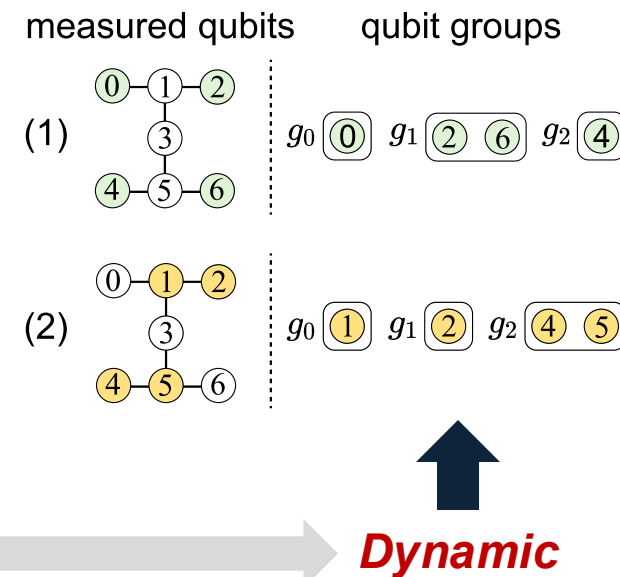 measured qubits qubit groups
0 1 2
(1) 3 g0 0 g1 2 6 g2 4
4 5 6
0 1 2
(2) 3 g0 1 g1 2 g2 4 5
4 5 6
Dynamic